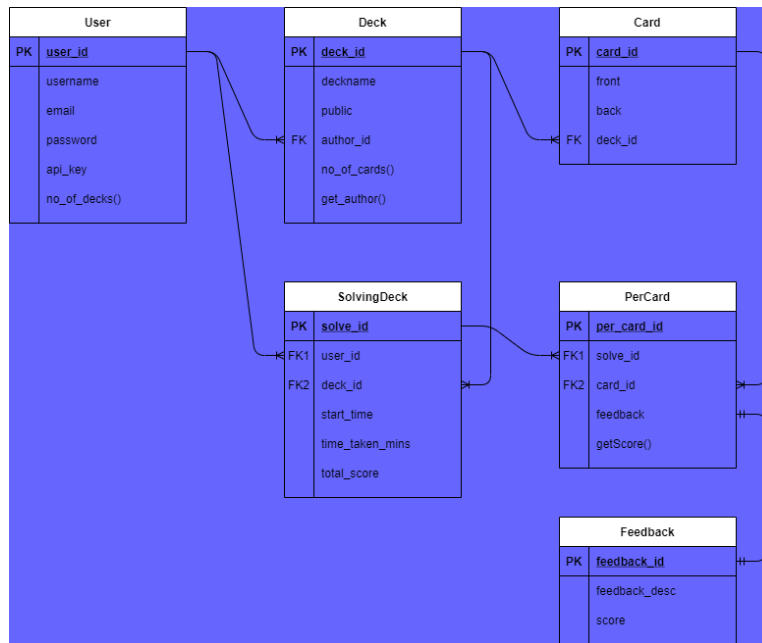 User
PK user_id
username
email
password
api_key
no_of_decks()
Deck
PK deck_id
deckname
public
FK author_id
no_of_cards()
get_author()
Card
PK card_id
front
back
FK deck_id
SolvingDeck
PK solve_id
FK1 user_id
FK2 deck_id
start_time
time_taken_mins
total_score
PerCard
PK per_card_id
FK1 solve_id
FK2 card_id
feedback
getScore()
Feedback
PK feedback_id
feedback_desc
score